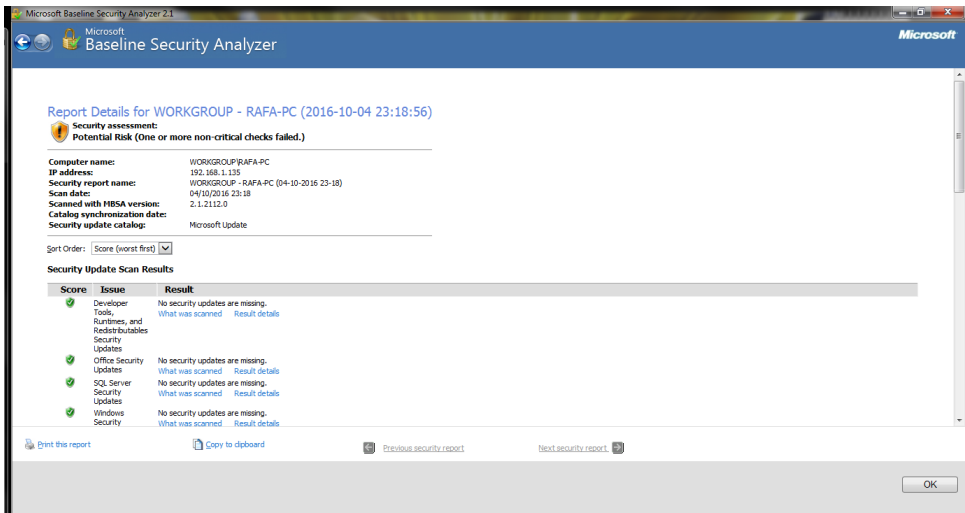 Microsoft Baseline Security Analyzer 2.1
Microsoft
Baseline Security Analyzer
Microsoft
Report Details for WORKGROUP - RAFA-PC (2016-10-04 23:18:56)
Security assessment:
Potential Risk (One or more non-critical checks failed.)
Computer name: WORKGROUP\RAFA-PC
IP address: 192.168.1.135
Security report name: WORKGROUP - RAFA-PC (04-10-2016 23-18)
Scan date: 04/10/2016 23:18
Scanned with MBSA version: 2.1.2112.0
Catalog synchronization date:
Security update catalog: Microsoft Update
Sort Order: Score (worst first)
Security Update Scan Results
Score Issue Result
Developer No security updates are missing.
Tools, What was scanned Result details
Runtimes, and
Redistributables
Security
Updates
Office Security No security updates are missing.
Updates What was scanned Result details
SQL Server No security updates are missing.
Security What was scanned Result details
Updates
Windows No security updates are missing.
Security What was scanned Result details
Print this report Copy to clipboard Previous security report Next security report
OK